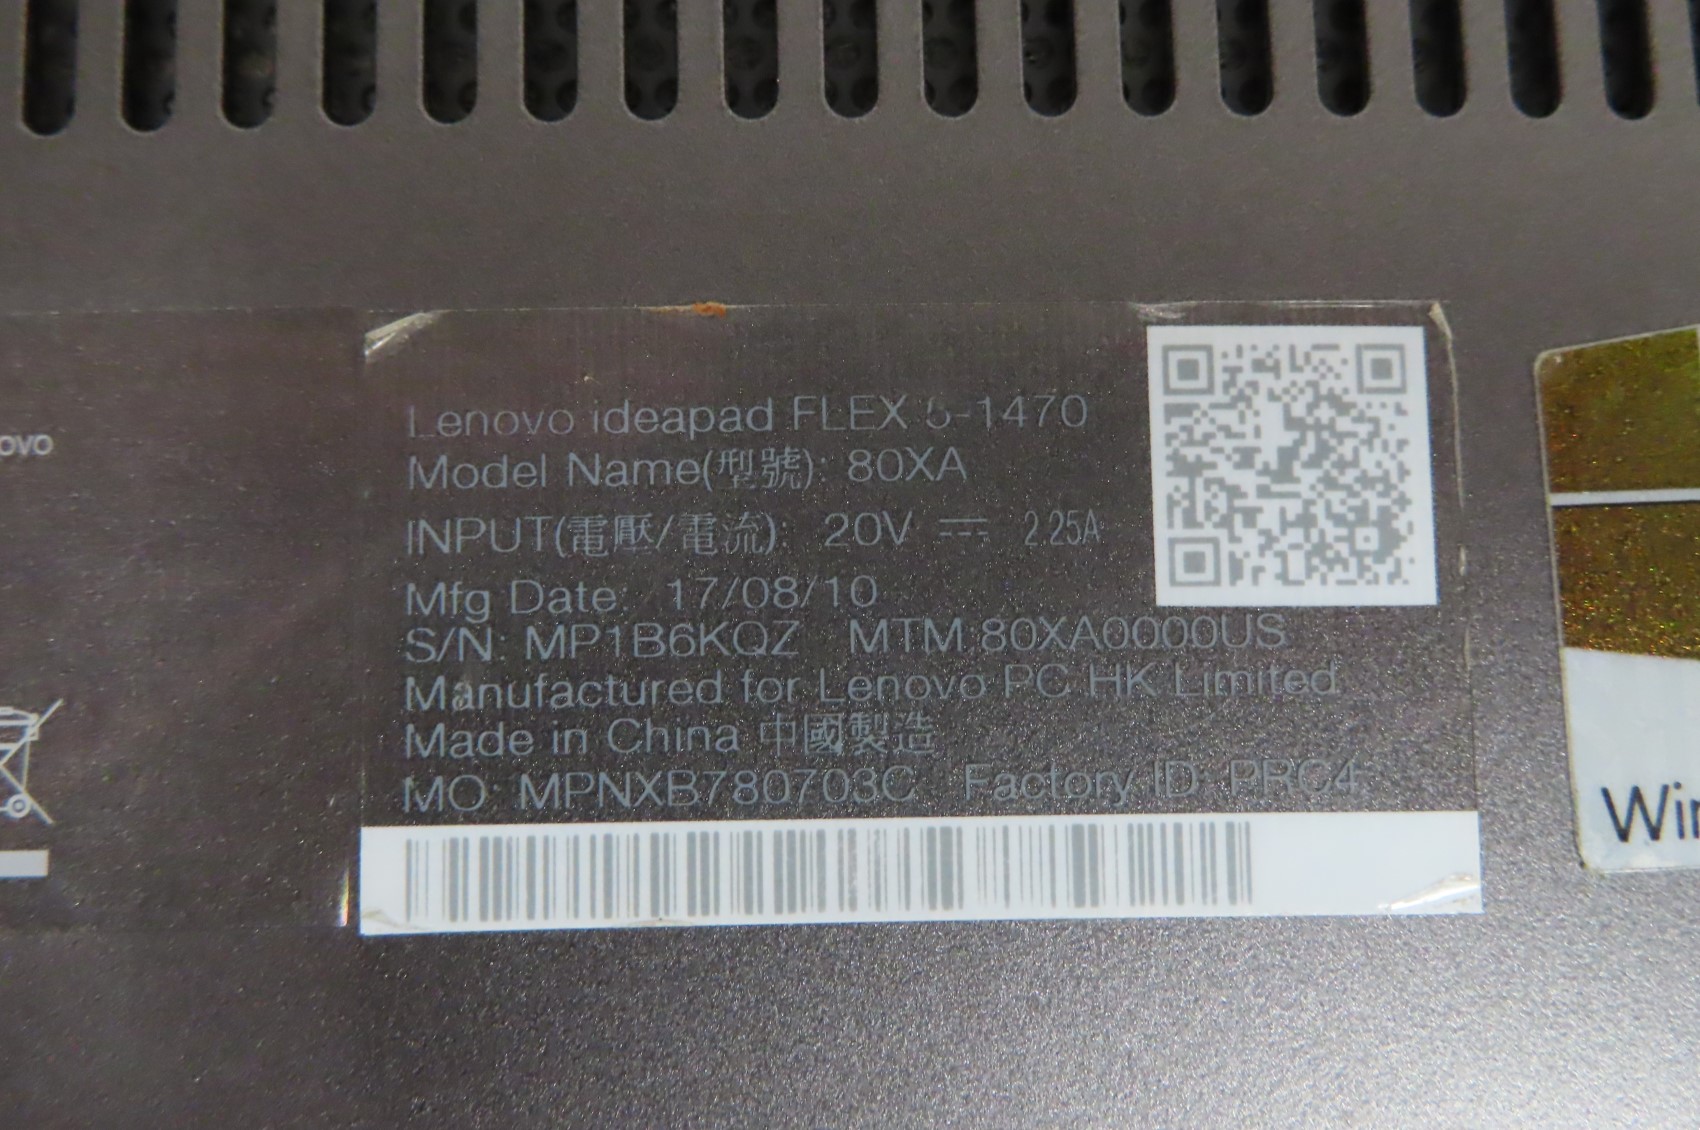 ovo
Lenovo ideapad FLEX 5-1470
Model Name(型號): 80XA
INPUT(電壓/電流): 20V ⎓ 2.25A
Mfg Date: 17/08/10
S/N: MP1B6KQZ MTM:80XA0000US
Manufactured for Lenovo PC HK Limited
Made in China 中國製造
MO: MPNXB780703C Factory ID: PRC4
Win